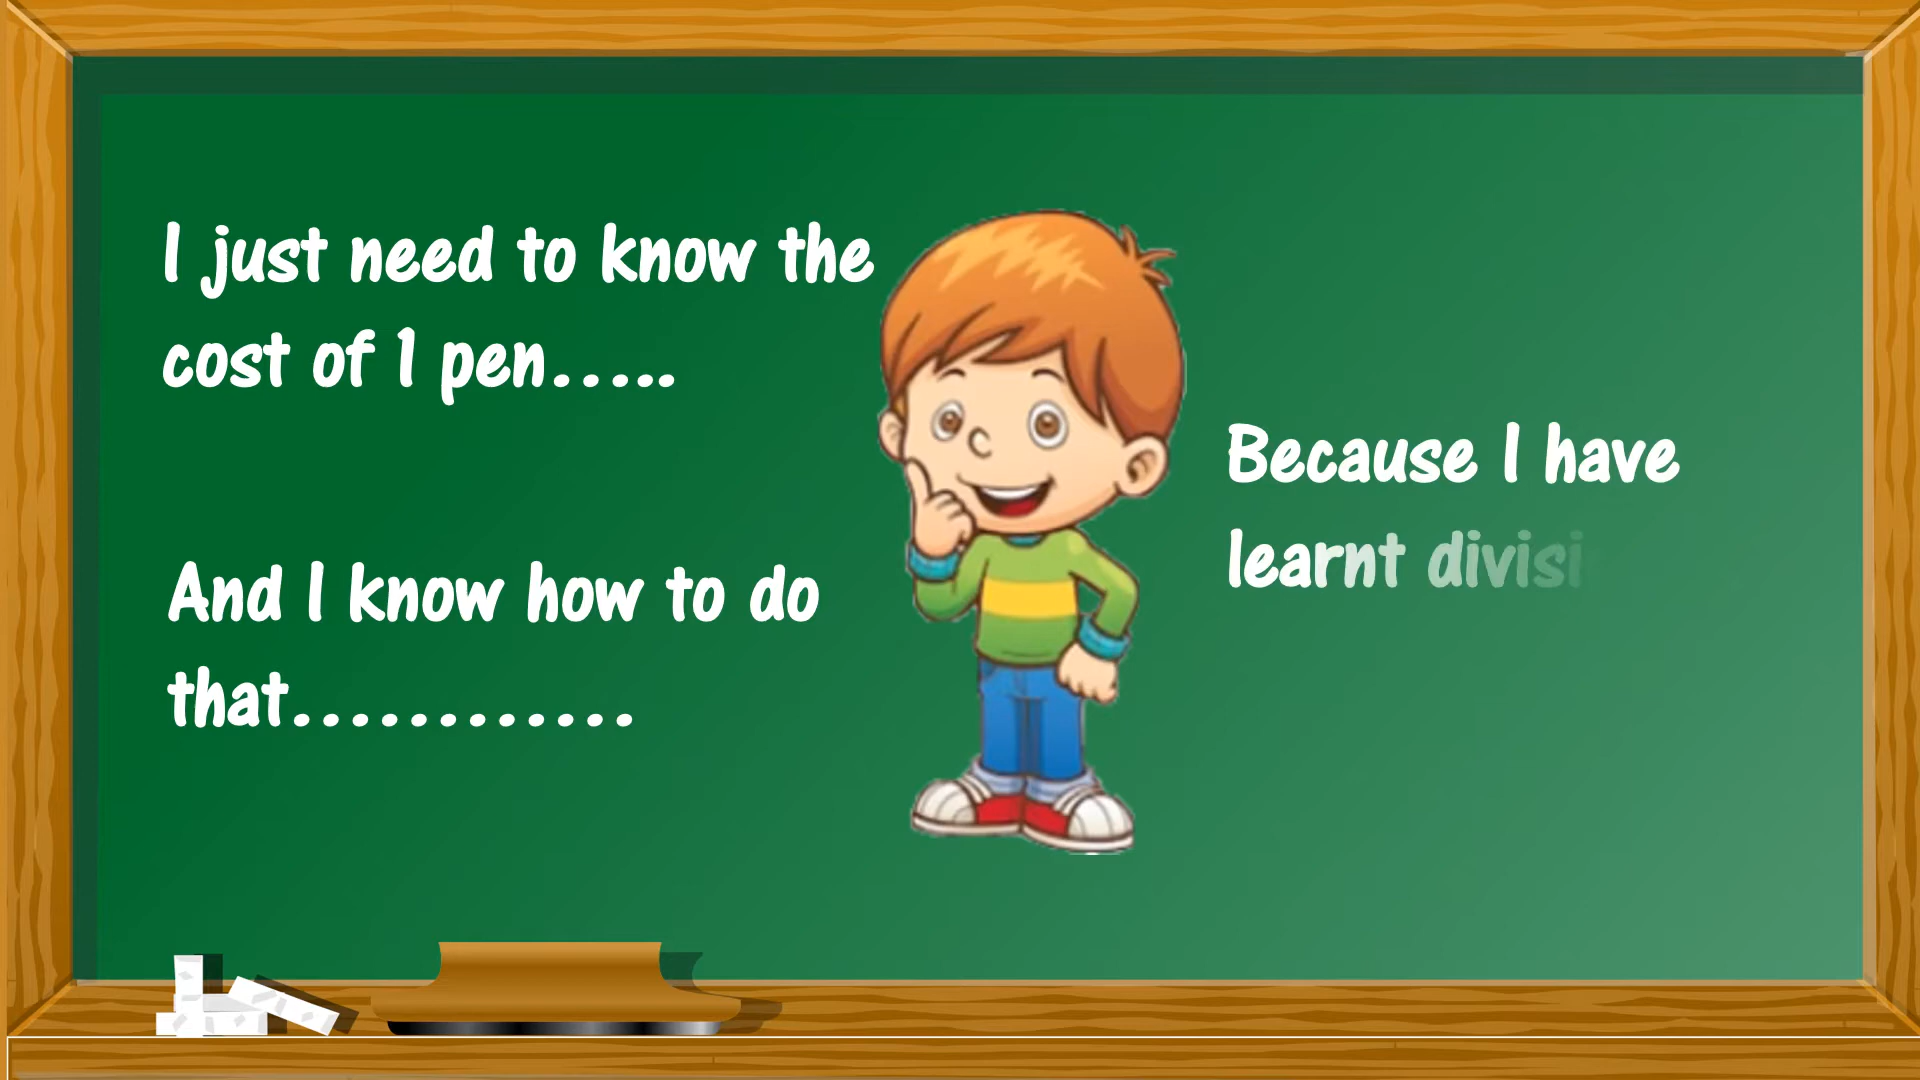 I just need to know the
cost of 1 pen.....
And I know how to do
that............
Because I have
learnt divisi